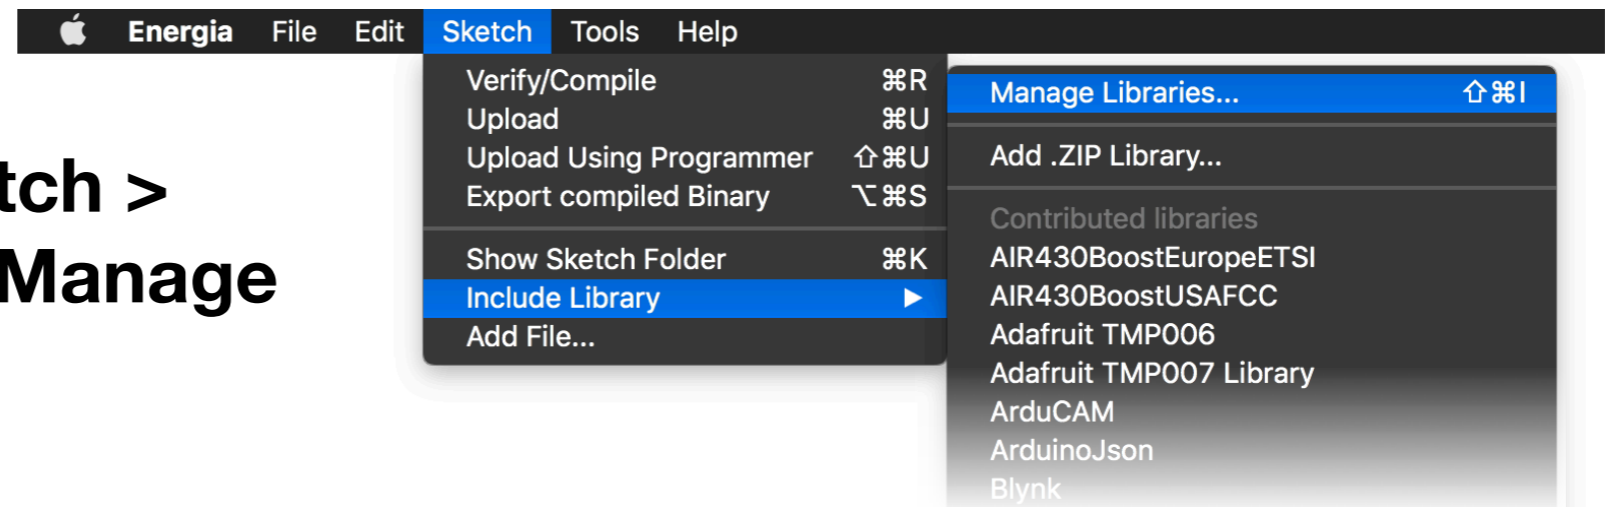 Energia File Edit Sketch Tools Help
tch >
Manage
Verify/Compile ⌘R
Upload ⌘U
Upload Using Programmer ⇧⌘U
Export compiled Binary ⌥⌘S
Show Sketch Folder ⌘K
Include Library ▶
Add File...
Manage Libraries... ⇧⌘I
Add .ZIP Library...
Contributed libraries
AIR430BoostEuropeETSI
AIR430BoostUSAFCC
Adafruit TMP006
Adafruit TMP007 Library
ArduCAM
ArduinoJson
Blynk